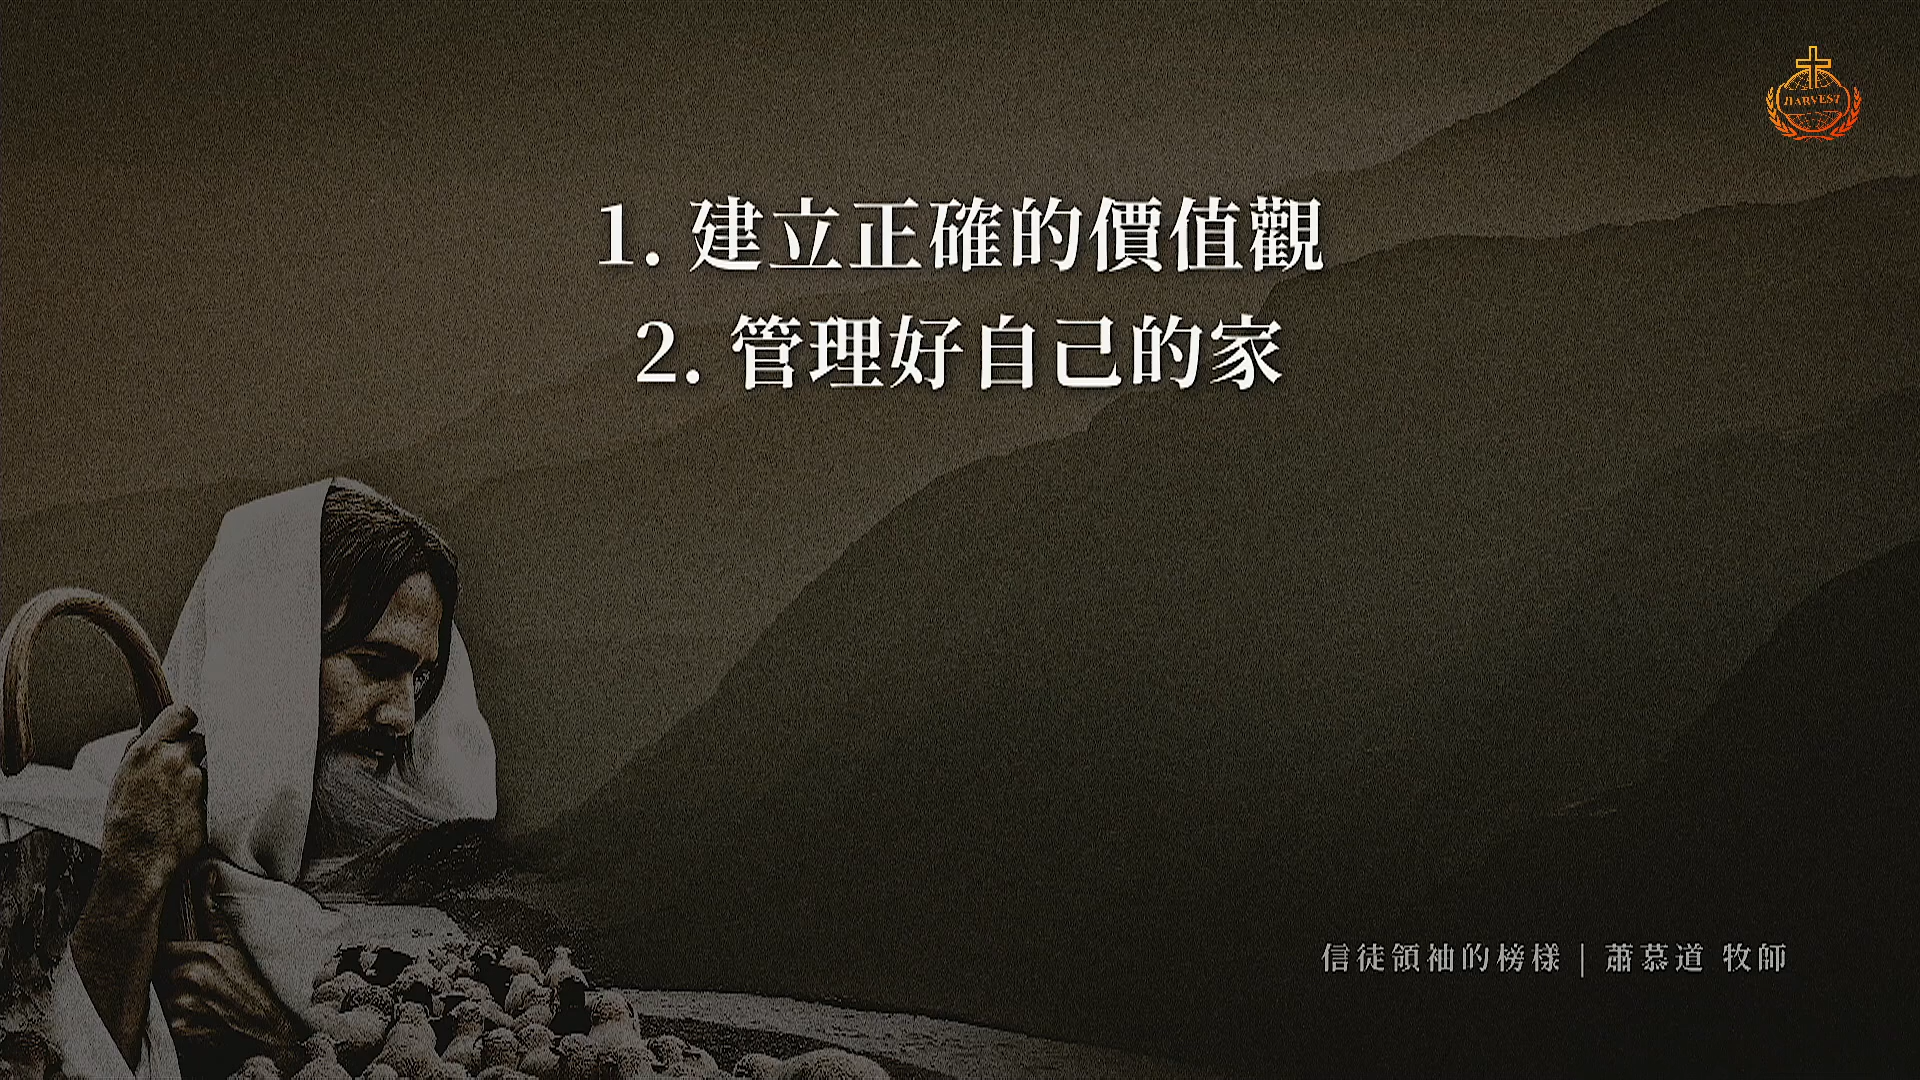 HARVEST
1. 建立正確的價值觀
2. 管理好自己的家
信徒領袖的榜樣 | 蕭慕道 牧師